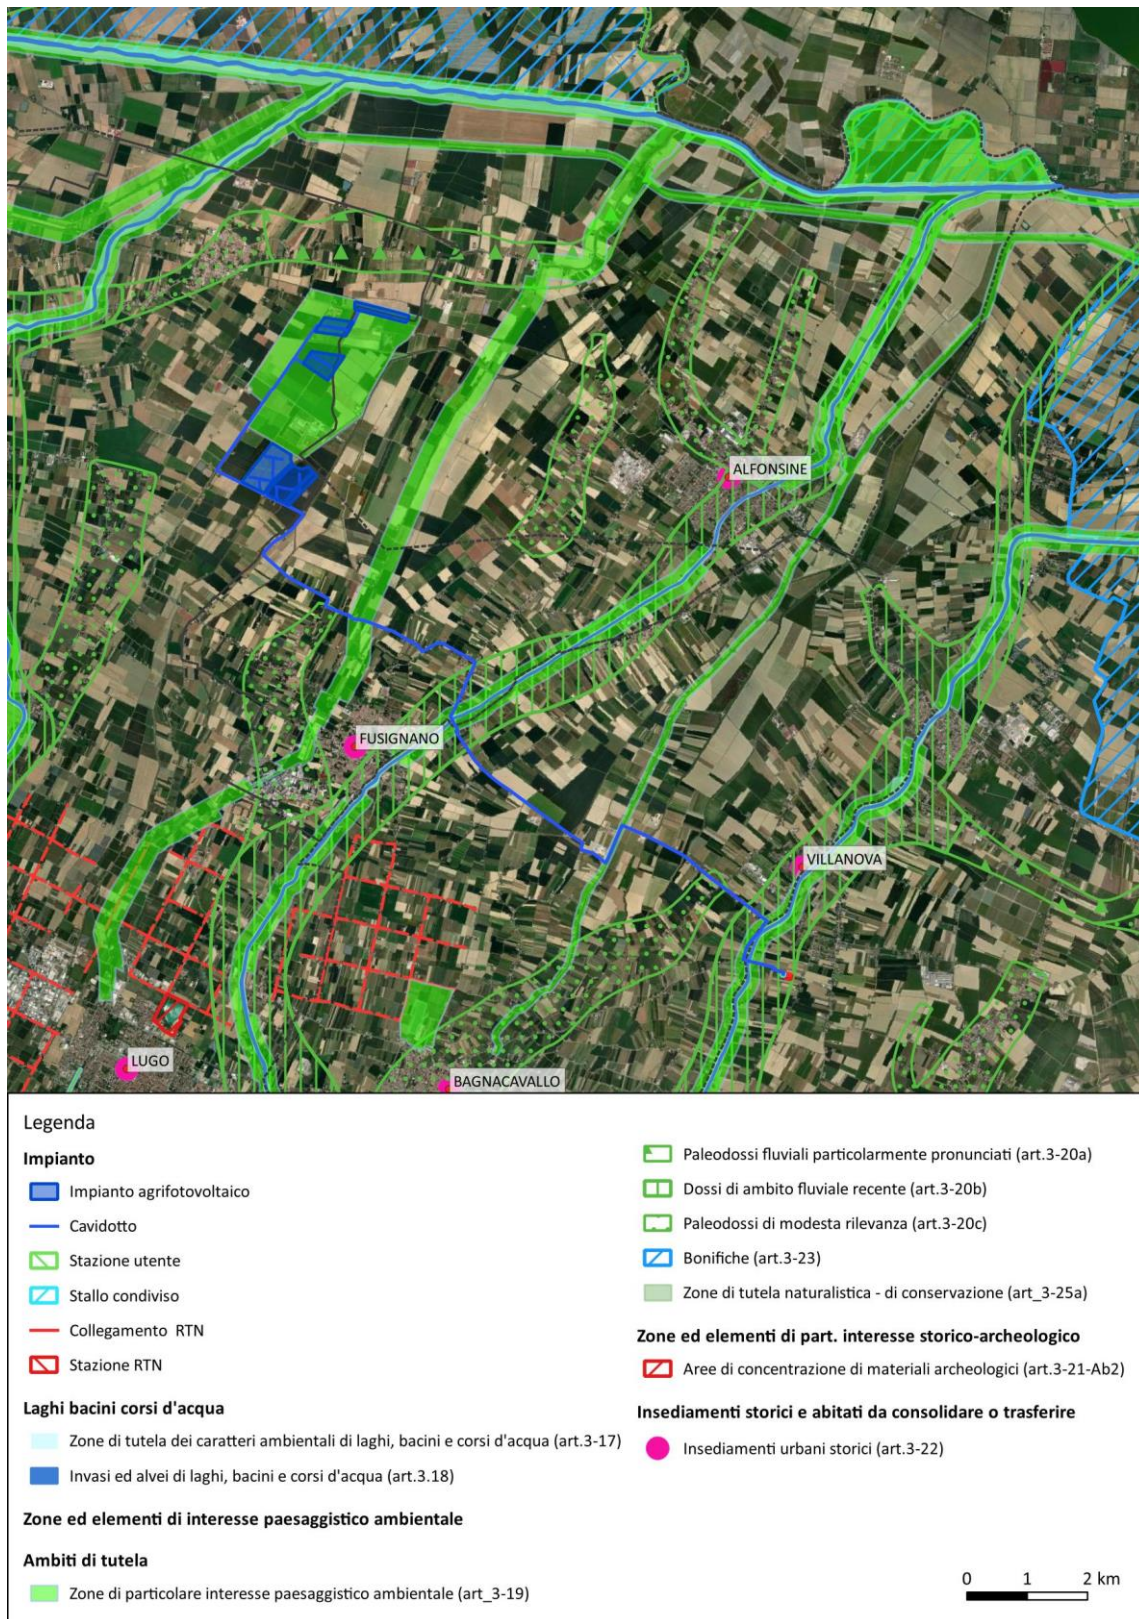 ALFONSINE
FUSIGNANO
VILLANOVA
LUGO
BAGNACAVALLO
Legenda
Impianto
Impianto agrifotovoltaico
Cavidotto
Stazione utente
Stallo condiviso
Collegamento RTN
Stazione RTN
Laghi bacini corsi d'acqua
Zone di tutela dei caratteri ambientali di laghi, bacini e corsi d'acqua (art.3-17)
Invasi ed alvei di laghi, bacini e corsi d'acqua (art.3.18)
Zone ed elementi di interesse paesaggistico ambientale
Ambiti di tutela
Zone di particolare interesse paesaggistico ambientale (art_3-19)
Paleodossi fluviali particolarmente pronunciati (art.3-20a)
Dossi di ambito fluviale recente (art.3-20b)
Paleodossi di modesta rilevanza (art.3-20c)
Bonifiche (art.3-23)
Zone di tutela naturalistica - di conservazione (art_3-25a)
Zone ed elementi di part. interesse storico-archeologico
Aree di concentrazione di materiali archeologici (art.3-21-Ab2)
Insediamenti storici e abitati da consolidare o trasferire
Insediamenti urbani storici (art.3-22)
0 1 2 km